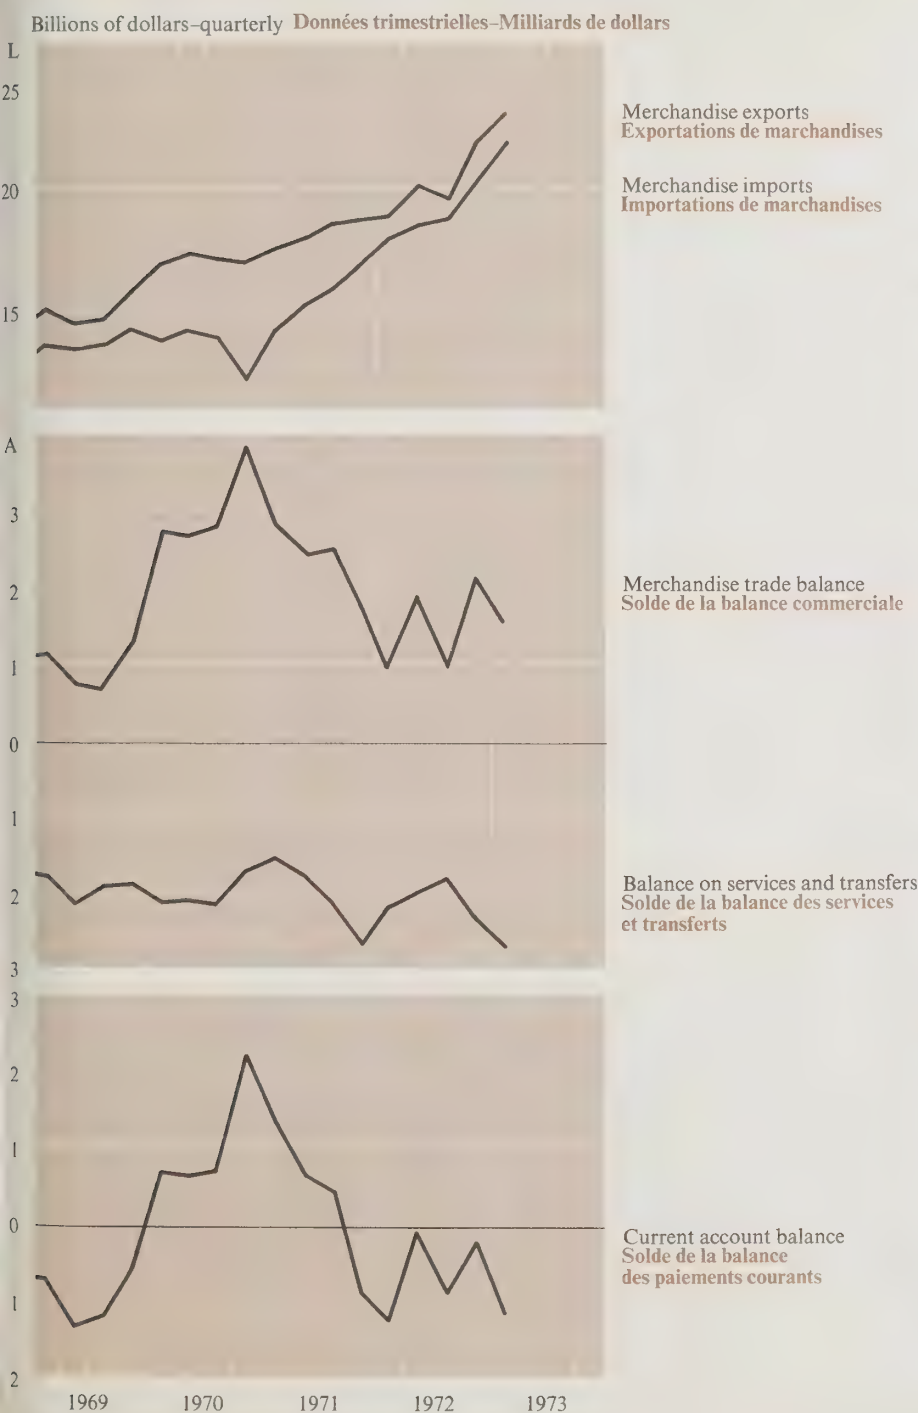 Billions of dollars–quarterly Données trimestrielles–Milliards de dollars
L
25
20
15
Merchandise exports
Exportations de marchandises
Merchandise imports
Importations de marchandises
A
3
2
1
0
1
2
3
Merchandise trade balance
Solde de la balance commerciale
Balance on services and transfers
Solde de la balance des services
et transferts
3
2
1
0
1
2
Current account balance
Solde de la balance
des paiements courants
1969 1970 1971 1972 1973